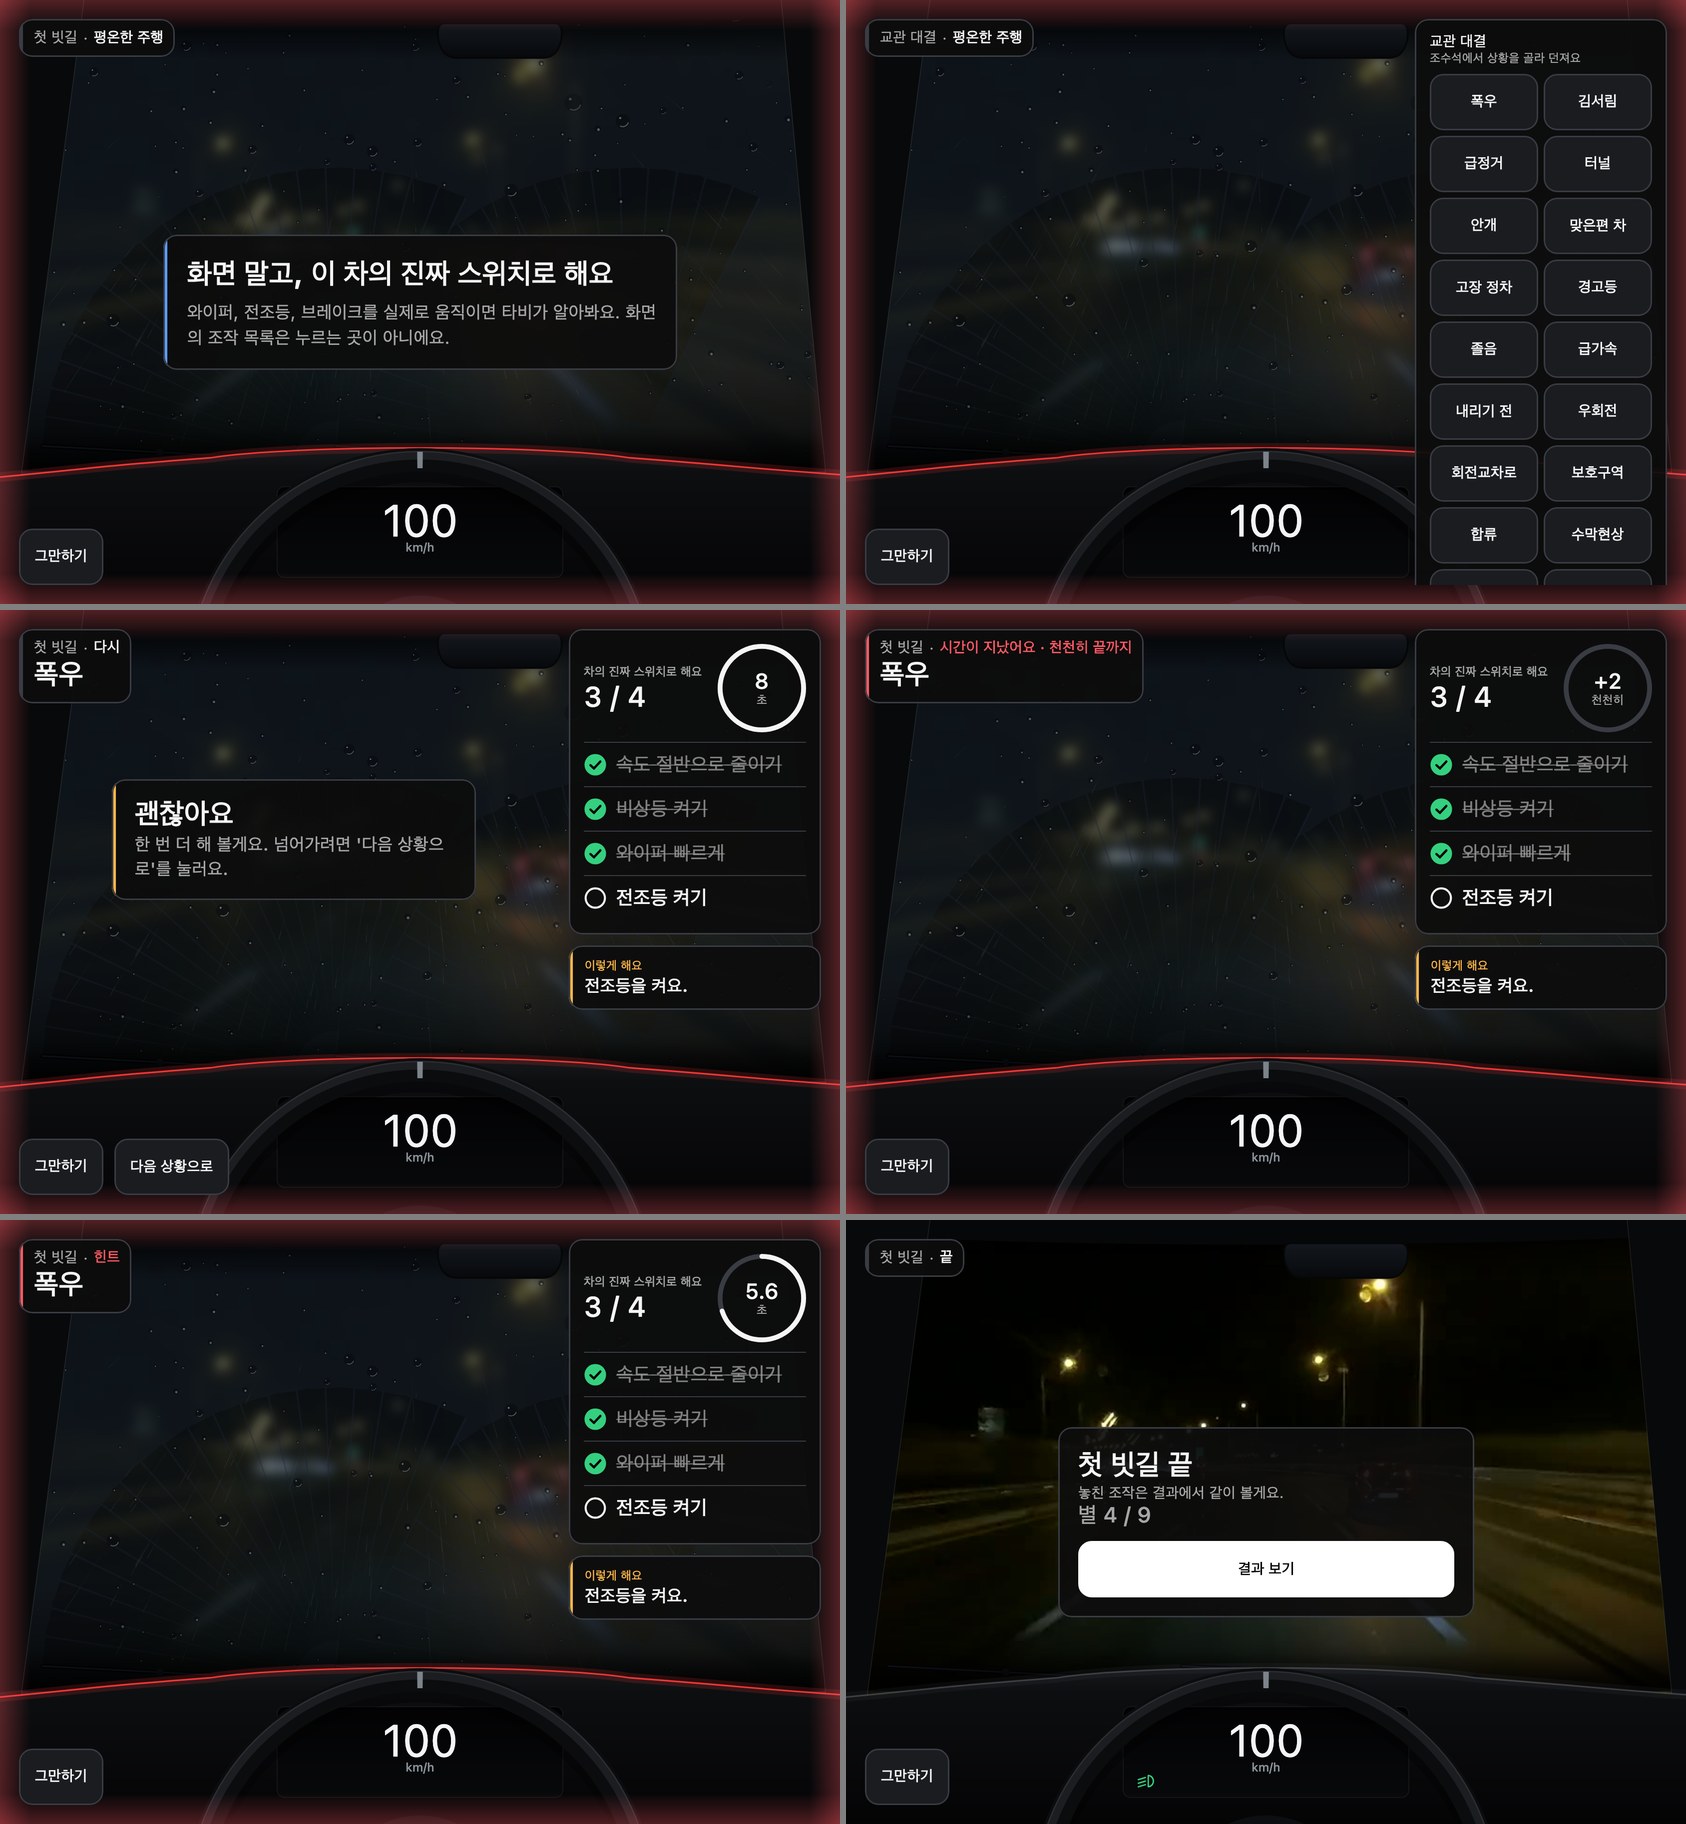 첫 빗길 · 평온한 주행
화면 말고, 이 차의 진짜 스위치로 해요
와이퍼, 전조등, 브레이크를 실제로 움직이면 타비가 알아봐요. 화면
의 조작 목록은 누르는 곳이 아니에요.
100
km/h
그만하기
교관 대결 · 평온한 주행
교관 대결
조수석에서 상황을 골라 던져요
폭우
김서림
급정거
터널
안개
맞은편 차
고장 정차
경고등
졸음
급가속
내리기 전
우회전
회전교차로
보호구역
합류
수막현상
100
km/h
그만하기
첫 빗길 · 다시
폭우
차의 진짜 스위치로 해요
3 / 4
8
초
속도 절반으로 줄이기
비상등 켜기
와이퍼 빠르게
전조등 켜기
괜찮아요
한 번 더 해 볼게요. 넘어가려면 '다음 상황으
로'를 눌러요.
이렇게 해요
전조등을 켜요.
100
km/h
그만하기
다음 상황으로
첫 빗길 · 시간이 지났어요 · 천천히 끝까지
폭우
차의 진짜 스위치로 해요
3 / 4
+2
천천히
속도 절반으로 줄이기
비상등 켜기
와이퍼 빠르게
전조등 켜기
이렇게 해요
전조등을 켜요.
100
km/h
그만하기
첫 빗길 · 힌트
폭우
차의 진짜 스위치로 해요
3 / 4
5.6
초
속도 절반으로 줄이기
비상등 켜기
와이퍼 빠르게
전조등 켜기
이렇게 해요
전조등을 켜요.
100
km/h
그만하기
첫 빗길 · 끝
첫 빗길 끝
놓친 조작은 결과에서 같이 볼게요.
별 4 / 9
결과 보기
100
km/h
그만하기